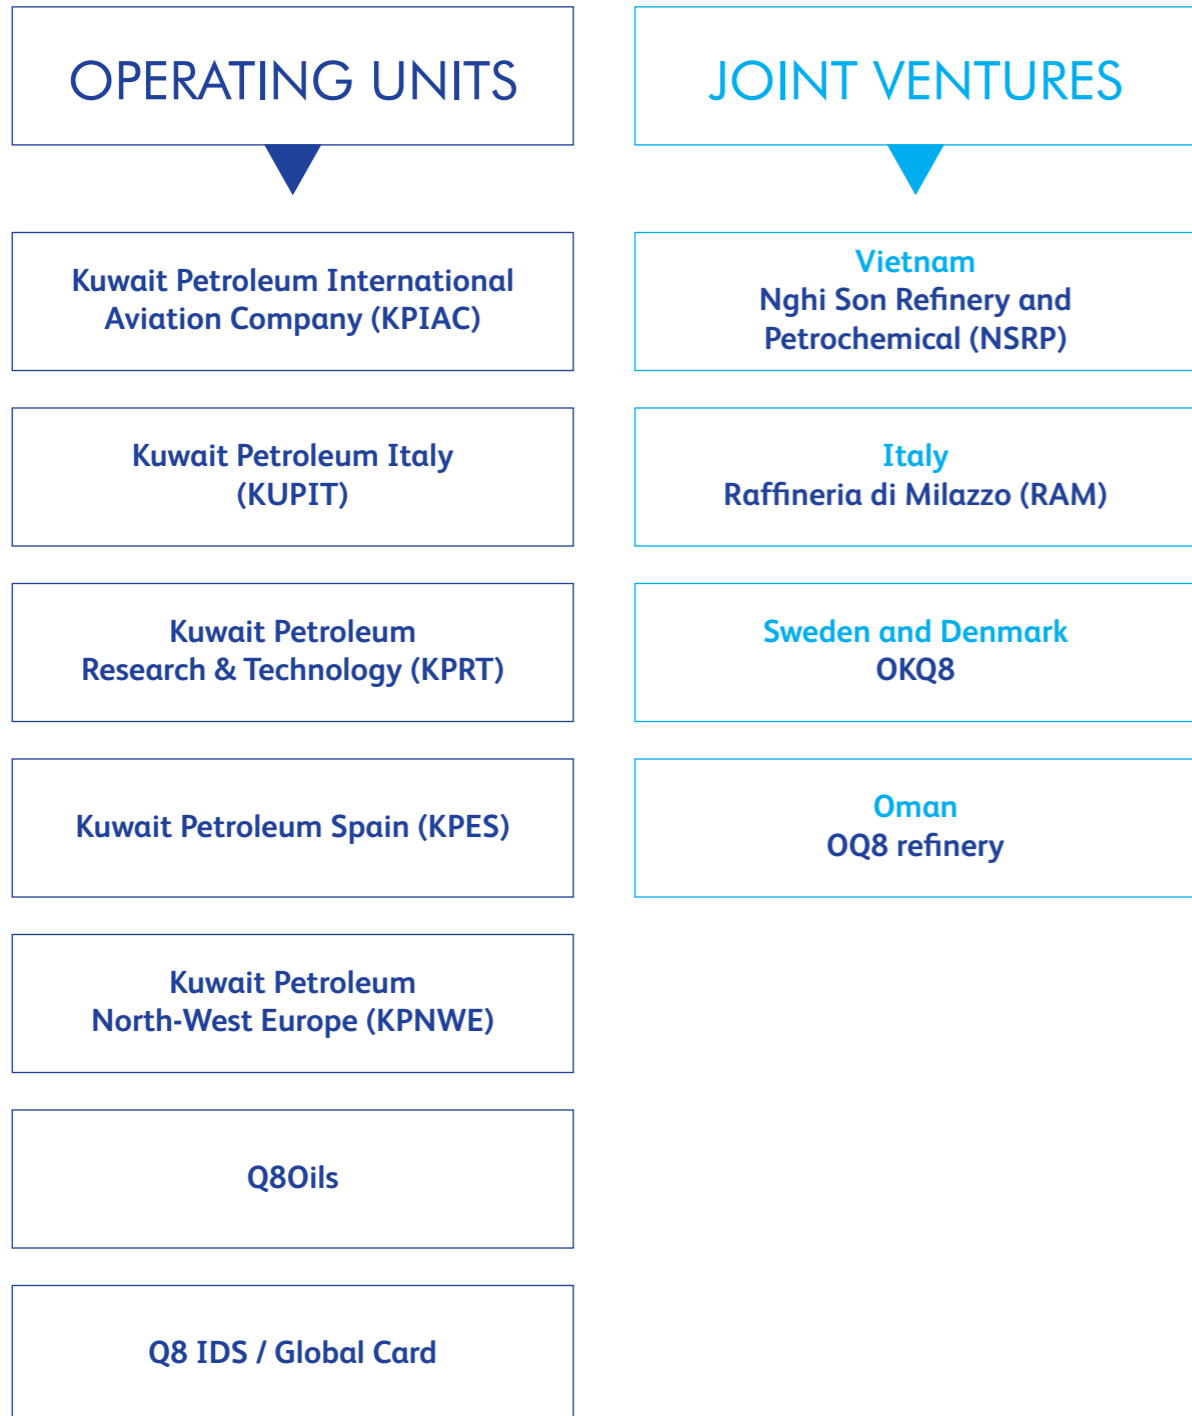 OPERATING UNITS
Kuwait Petroleum International
Aviation Company (KPIAC)
Kuwait Petroleum Italy
(KUPIT)
Kuwait Petroleum
Research & Technology (KPRT)
Kuwait Petroleum Spain (KPES)
Kuwait Petroleum
North-West Europe (KPNWE)
Q8Oils
Q8 IDS / Global Card
JOINT VENTURES
Vietnam
Nghi Son Refinery and
Petrochemical (NSRP)
Italy
Raffineria di Milazzo (RAM)
Sweden and Denmark
OKQ8
Oman
OQ8 refinery